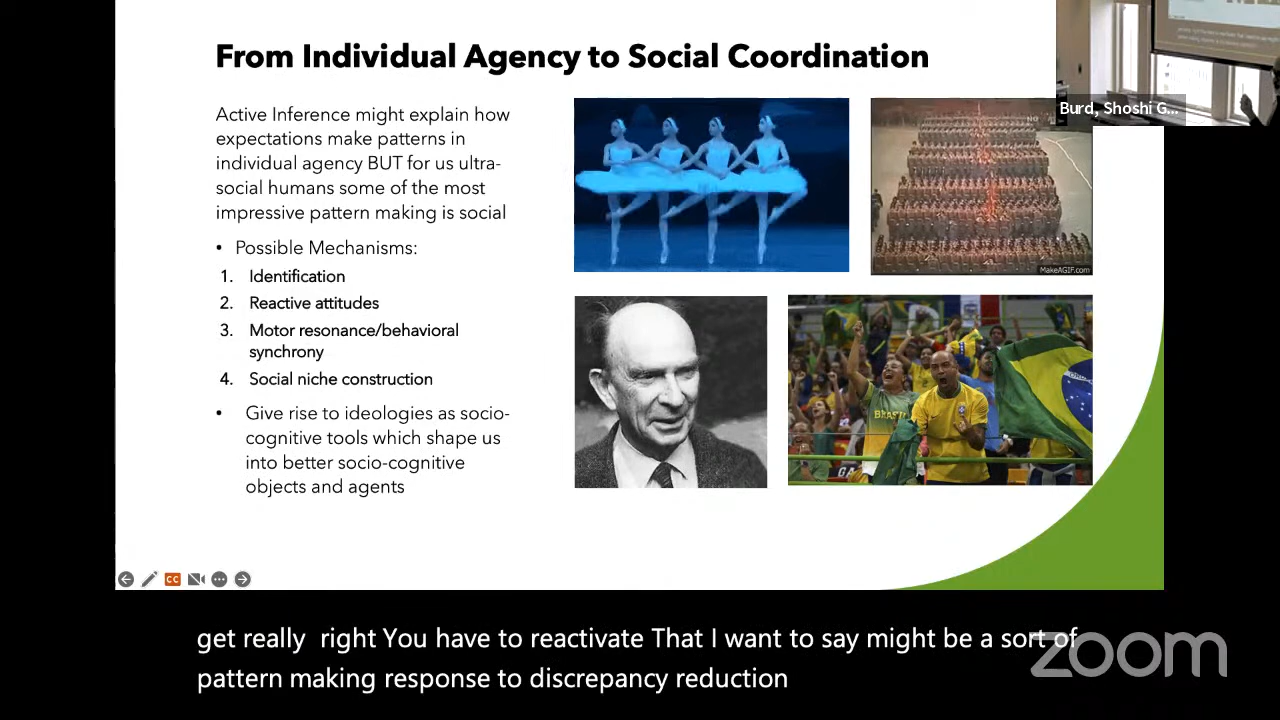 From Individual Agency to Social Coordination
Active Inference might explain how
expectations make patterns in
individual agency BUT for us ultra-
social humans some of the most
impressive pattern making is social
• Possible Mechanisms:
1. Identification
2. Reactive attitudes
3. Motor resonance/behavioral
synchrony
4. Social niche construction
• Give rise to ideologies as socio-
cognitive tools which shape us
into better socio-cognitive
objects and agents
MakeAGIF.com
BRASIL
Burd, Shoshi G...
CC
get really right You have to reactivate That I want to say might be a sort of
pattern making response to discrepancy reduction
zoom